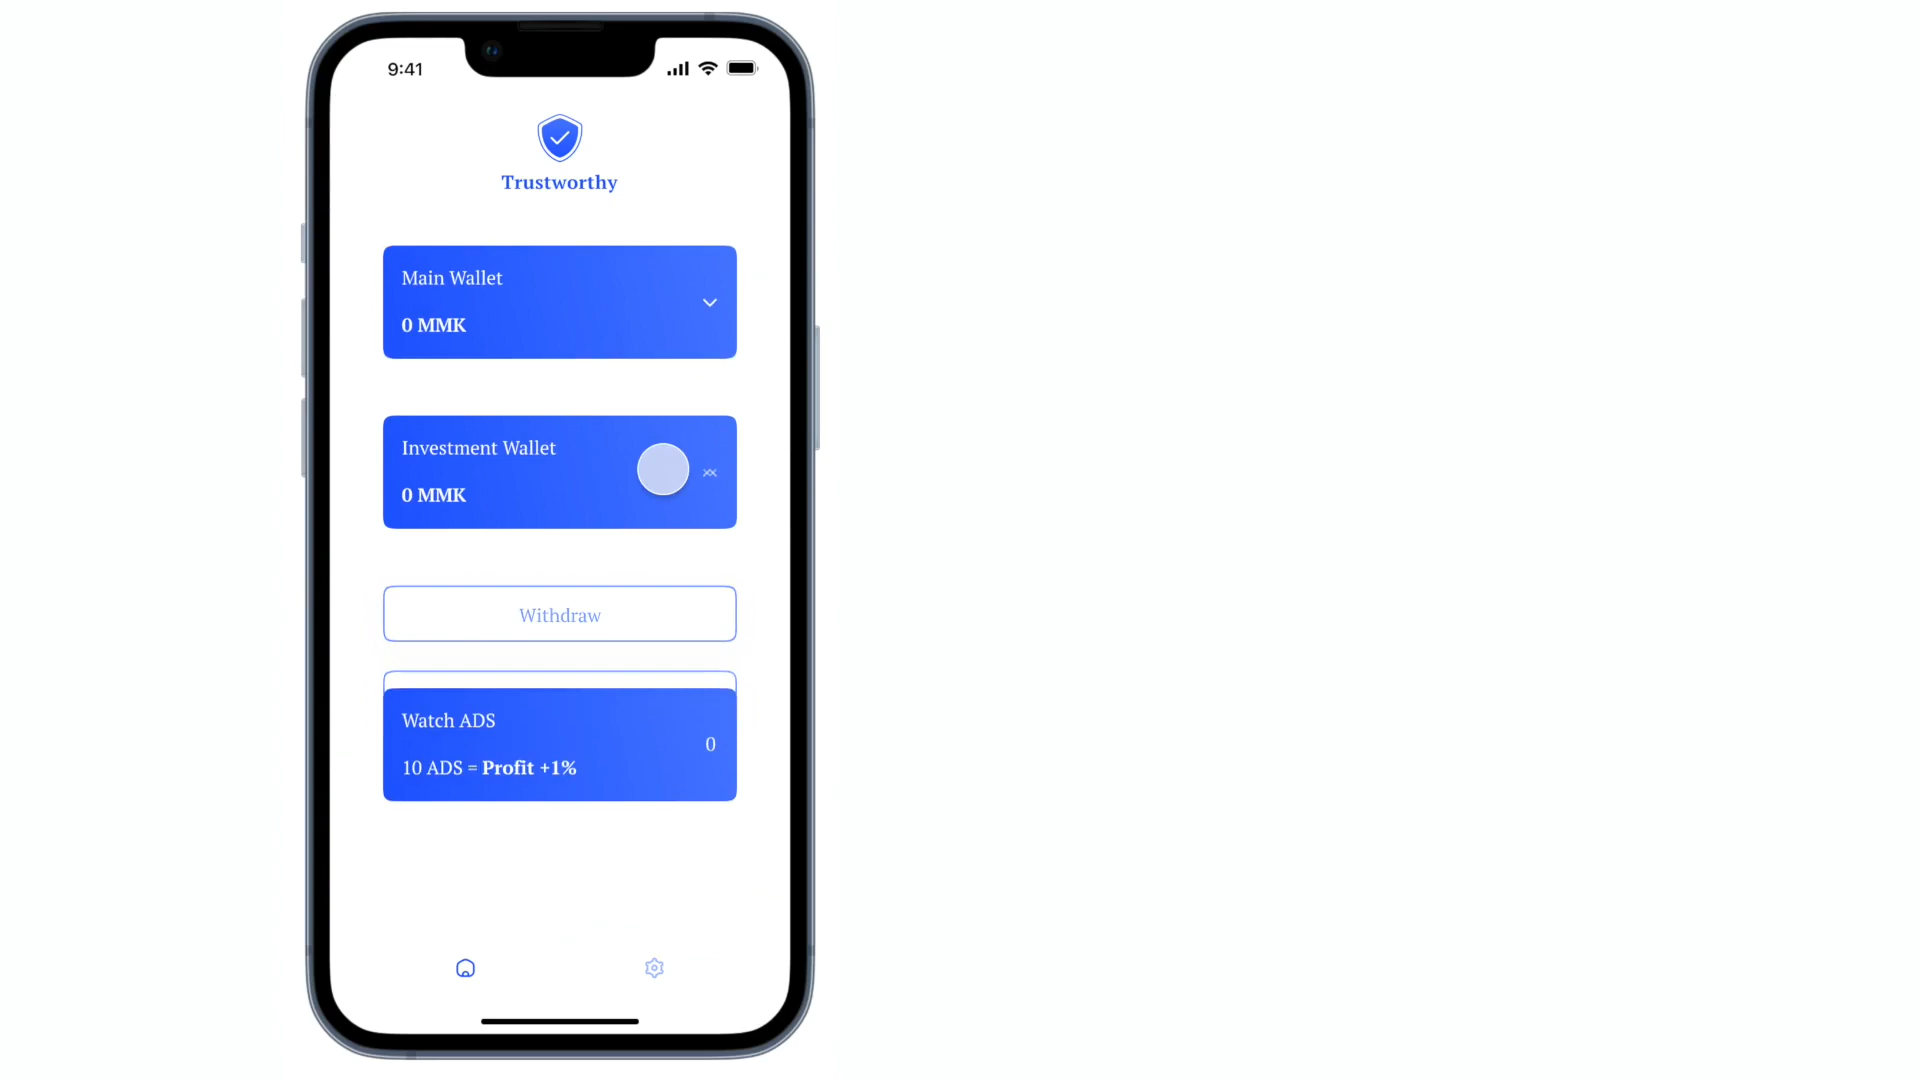 9:41
Trustworthy
Main Wallet
0 MMK
Investment Wallet
0 MMK
Withdraw
Watch ADS
0
10 ADS = Profit +1%